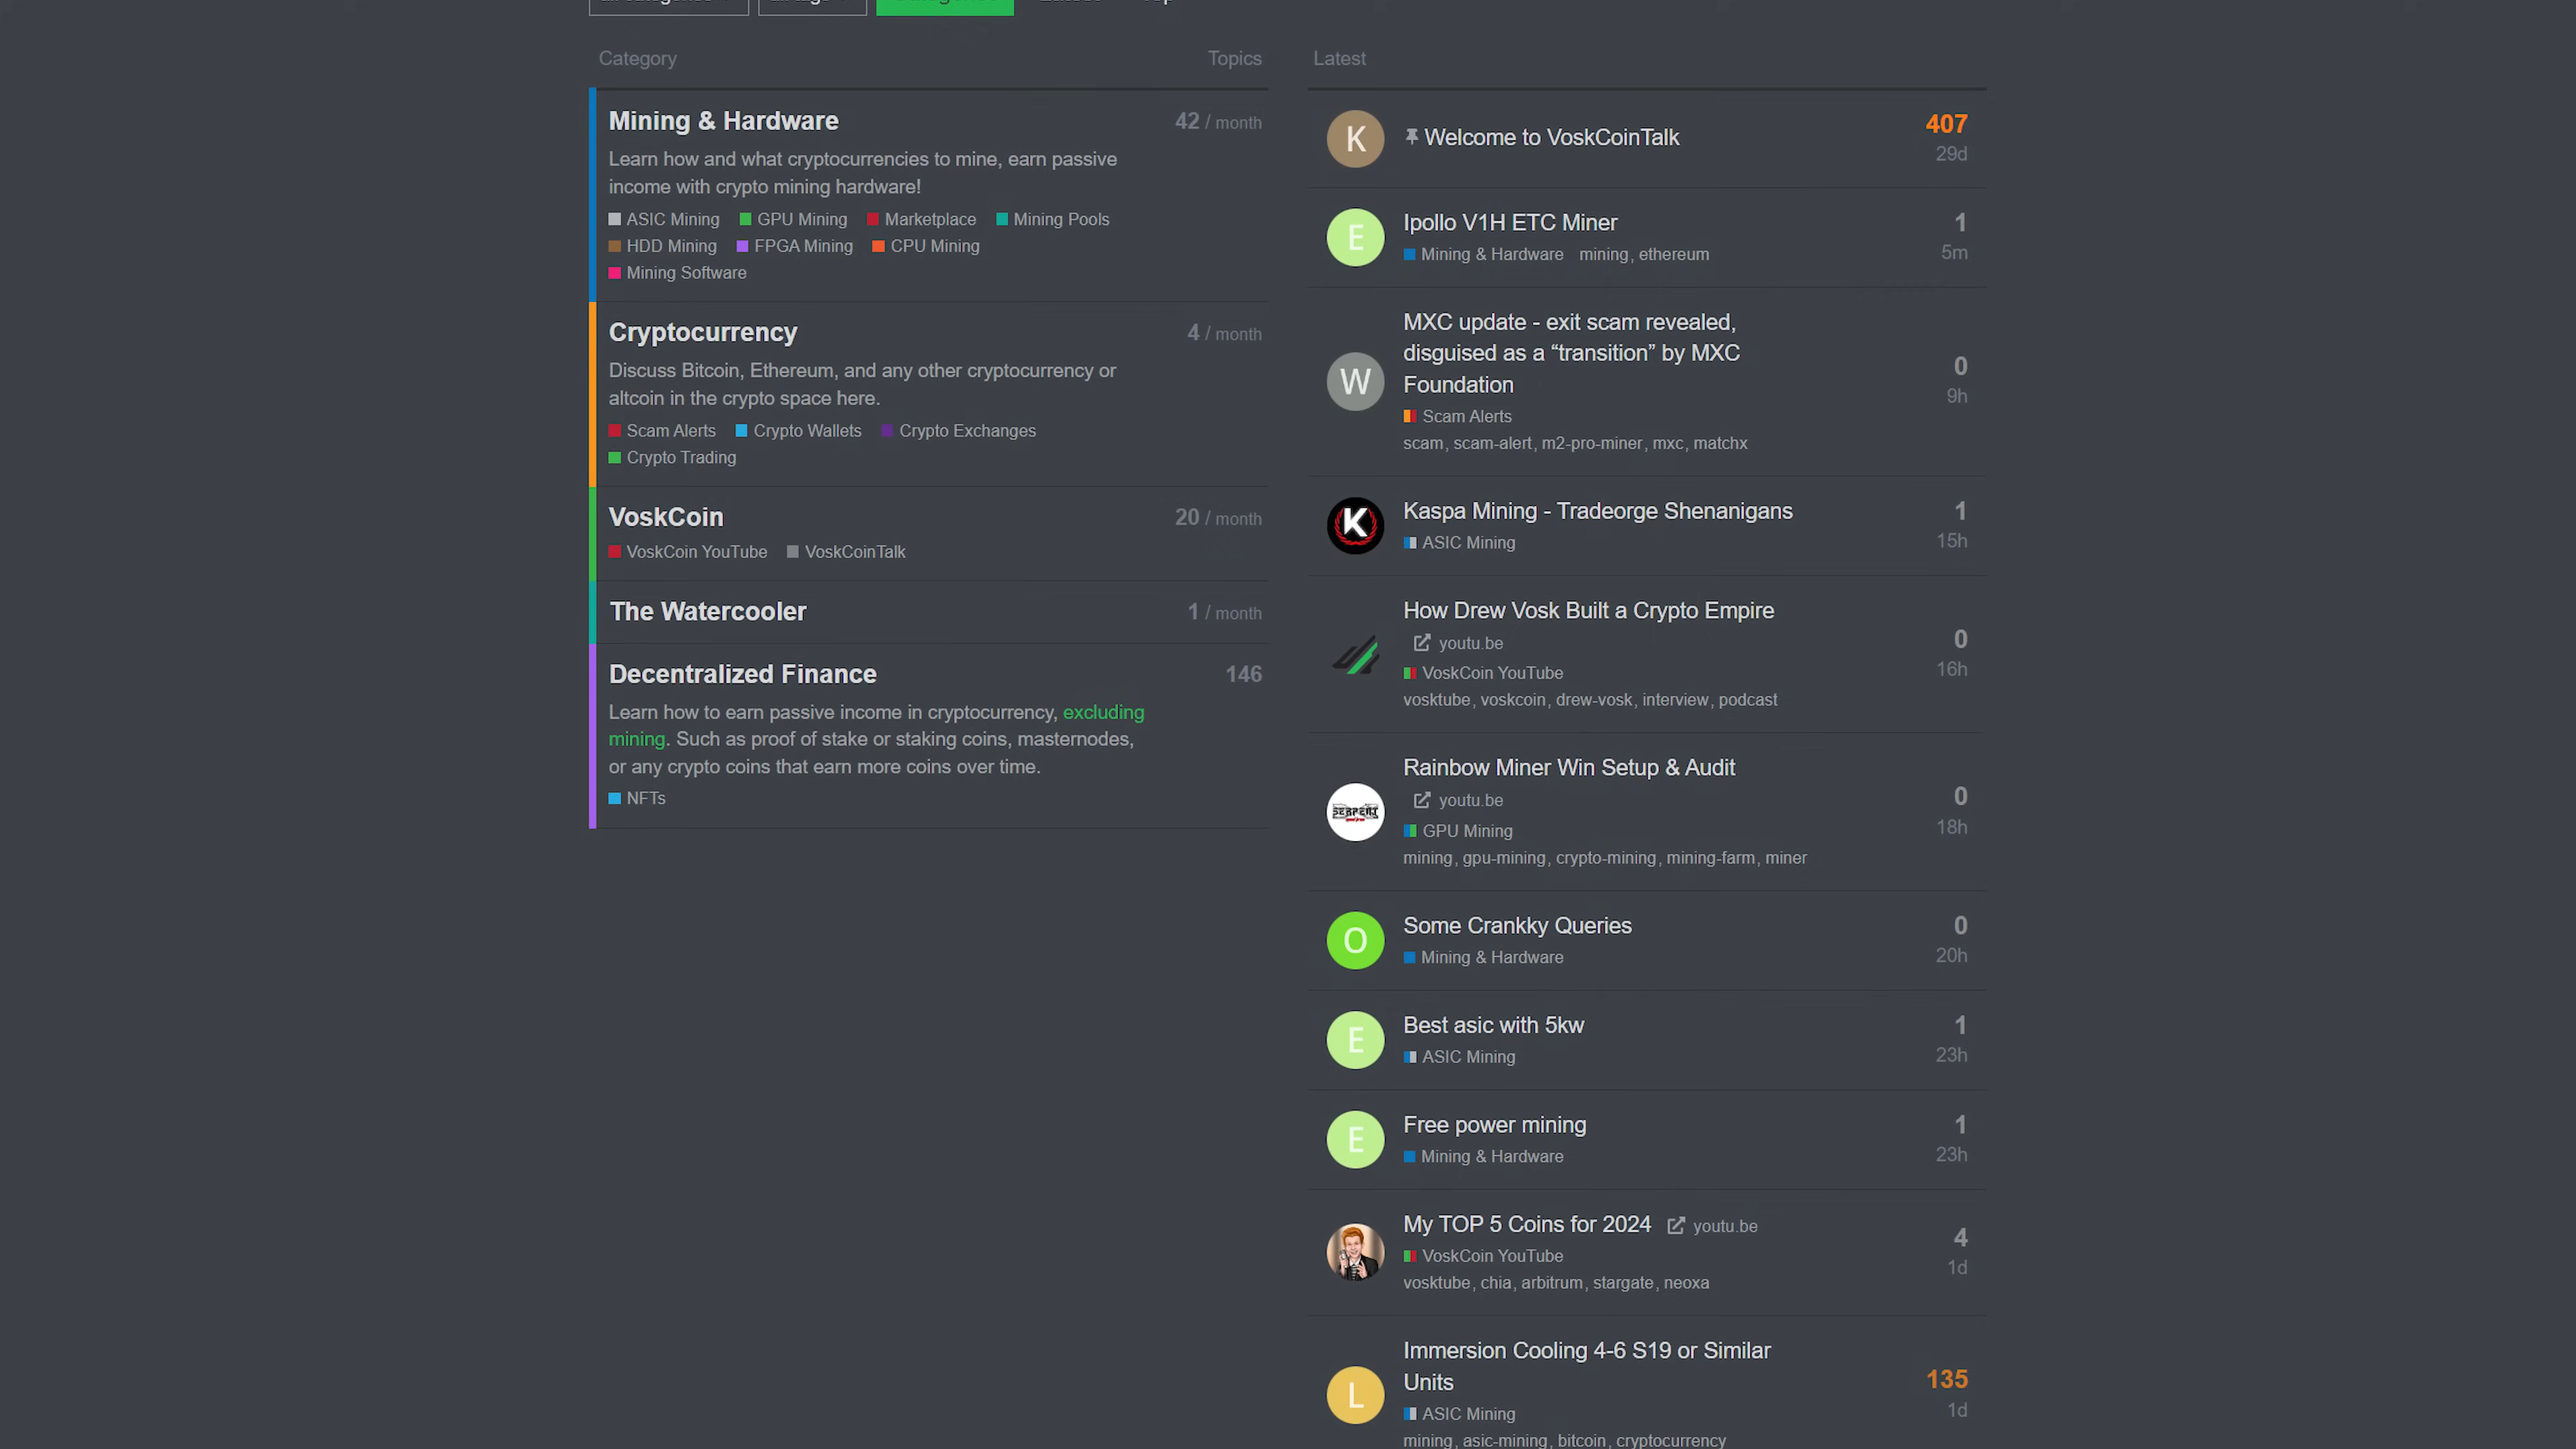 Category Topics
Mining & Hardware 42 / month
Learn how and what cryptocurrencies to mine, earn passive
income with crypto mining hardware!
ASIC Mining GPU Mining Marketplace Mining Pools
HDD Mining FPGA Mining CPU Mining
Mining Software
Cryptocurrency 4 / month
Discuss Bitcoin, Ethereum, and any other cryptocurrency or
altcoin in the crypto space here.
Scam Alerts Crypto Wallets Crypto Exchanges
Crypto Trading
VoskCoin 20 / month
VoskCoin YouTube VoskCoinTalk
The Watercooler 1 / month
Decentralized Finance 146
Learn how to earn passive income in cryptocurrency, excluding
mining. Such as proof of stake or staking coins, masternodes,
or any crypto coins that earn more coins over time.
NFTs
Latest
K Welcome to VoskCoinTalk 407
29d
E Ipollo V1H ETC Miner 1
Mining & Hardware mining, ethereum 5m
MXC update - exit scam revealed,
disguised as a “transition” by MXC
Foundation
W 0
9h
Scam Alerts
scam, scam-alert, m2-pro-miner, mxc, matchx
K Kaspa Mining - Tradeorge Shenanigans 1
ASIC Mining 15h
How Drew Vosk Built a Crypto Empire
youtu.be 0
VoskCoin YouTube 16h
vosktube, voskcoin, drew-vosk, interview, podcast
Rainbow Miner Win Setup & Audit
youtu.be 0
SERPENT
GPU Mining 18h
mining, gpu-mining, crypto-mining, mining-farm, miner
O Some Crankky Queries 0
Mining & Hardware 20h
E Best asic with 5kw 1
ASIC Mining 23h
E Free power mining 1
Mining & Hardware 23h
My TOP 5 Coins for 2024 youtu.be 4
VoskCoin YouTube 1d
vosktube, chia, arbitrum, stargate, neoxa
Immersion Cooling 4-6 S19 or Similar
Units 135
L
ASIC Mining 1d
mining, asic-mining, bitcoin, cryptocurrency